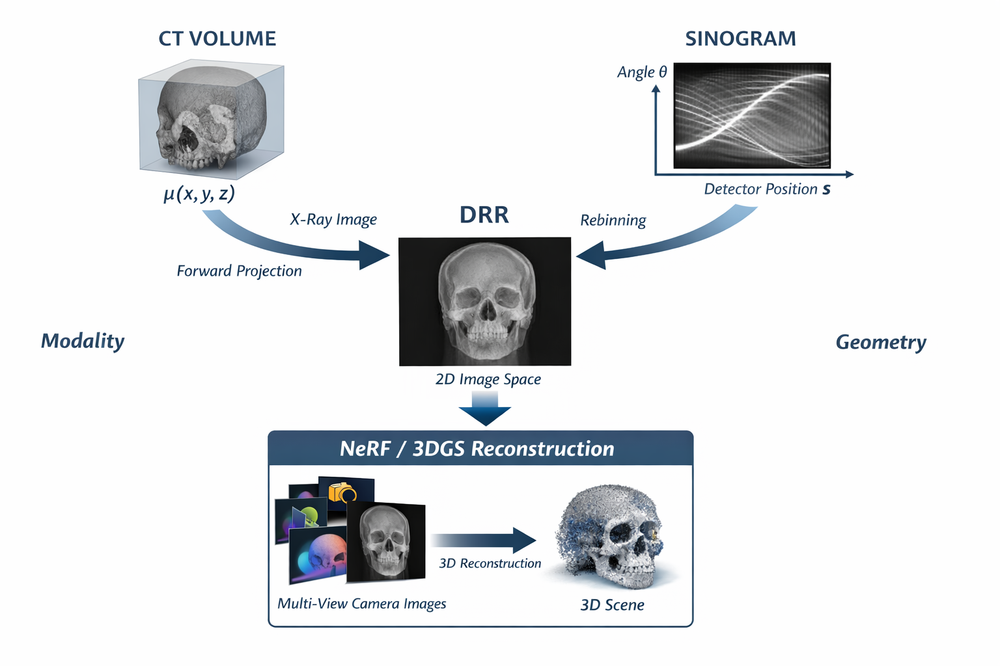 CT VOLUME
SINOGRAM
Angle θ
μ(x, y, z)
Detector Position s
X-Ray Image
DRR
Rebinning
Forward Projection
Modality
Geometry
2D Image Space
NeRF / 3DGS Reconstruction
3D Reconstruction
Multi-View Camera Images
3D Scene